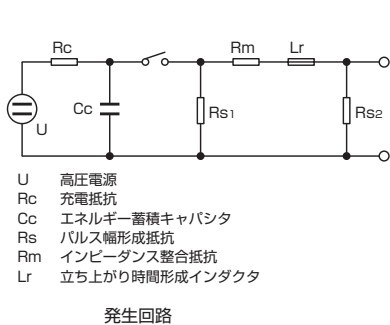 Rc
Rm
Lr
Cc
Rs1
Rs2
U
U 高圧電源
Rc 充電抵抗
Cc エネルギー蓄積キャパシタ
Rs パルス幅形成抵抗
Rm インピーダンス整合抵抗
Lr 立ち上がり時間形成インダクタ
発生回路